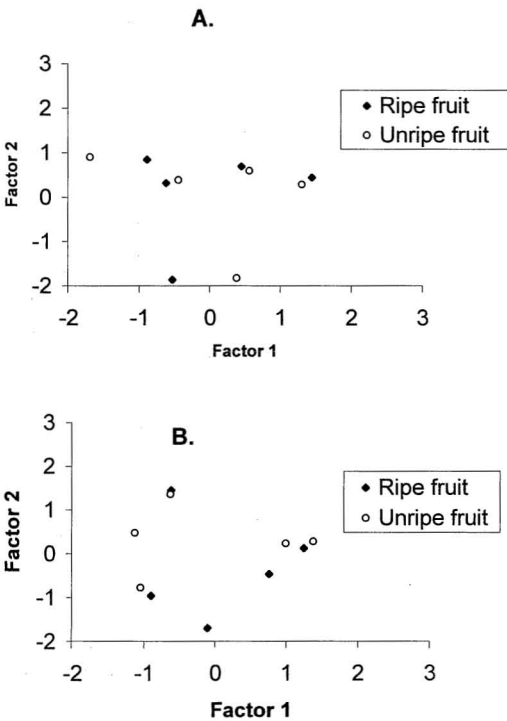 A.
3
2
1
0
-1
-2
Factor 2
-2 -1 0 1 2 3
Factor 1
Ripe fruit
Unripe fruit
B.
3
2
1
0
-1
-2
Factor 2
-2 -1 0 1 2 3
Factor 1
Ripe fruit
Unripe fruit